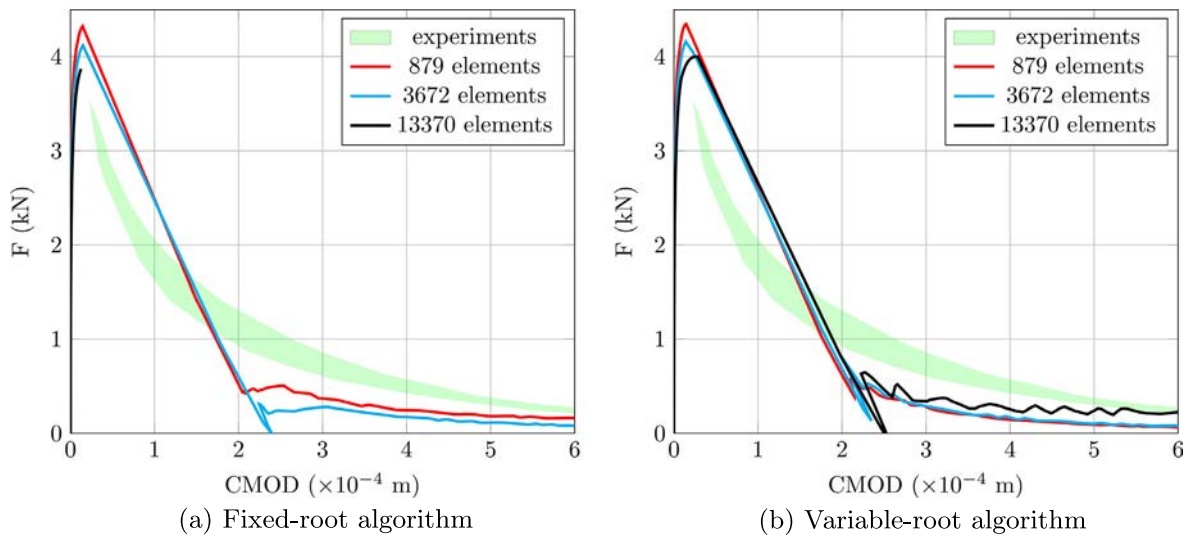 4
3
2
1
0
F (kN)
experiments
879 elements
3672 elements
13370 elements
0 1 2 3 4 5 6
CMOD (×10⁻⁴ m)
(a) Fixed-root algorithm
4
3
2
1
0
F (kN)
experiments
879 elements
3672 elements
13370 elements
0 1 2 3 4 5 6
CMOD (×10⁻⁴ m)
(b) Variable-root algorithm